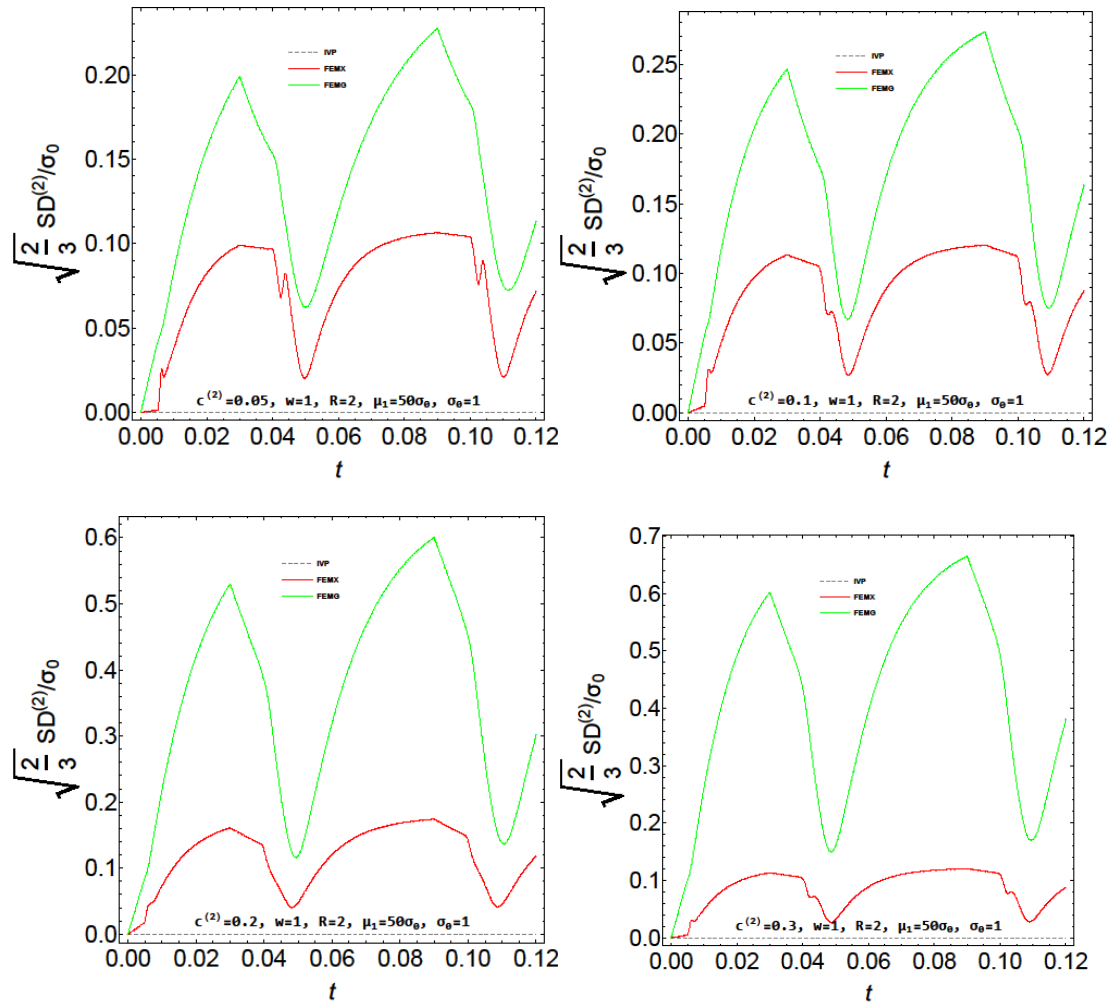 √2/3 SD⁽²⁾/σ₀
0.20
0.15
0.10
0.05
0.00
IVP
FEMX
FEMG
c⁽²⁾=0.05, w=1, R=2, μ₁=50σ₀, σ₀=1
0.00 0.02 0.04 0.06 0.08 0.10 0.12
t
√2/3 SD⁽²⁾/σ₀
0.25
0.20
0.15
0.10
0.05
0.00
IVP
FEMX
FEMG
c⁽²⁾=0.1, w=1, R=2, μ₁=50σ₀, σ₀=1
0.00 0.02 0.04 0.06 0.08 0.10 0.12
t
√2/3 SD⁽²⁾/σ₀
0.6
0.5
0.4
0.3
0.2
0.1
0.0
IVP
FEMX
FEMG
c⁽²⁾=0.2, w=1, R=2, μ₁=50σ₀, σ₀=1
0.00 0.02 0.04 0.06 0.08 0.10 0.12
t
√2/3 SD⁽²⁾/σ₀
0.7
0.6
0.5
0.4
0.3
0.2
0.1
0.0
IVP
FEMX
FEMG
c⁽²⁾=0.3, w=1, R=2, μ₁=50σ₀, σ₀=1
0.00 0.02 0.04 0.06 0.08 0.10 0.12
t